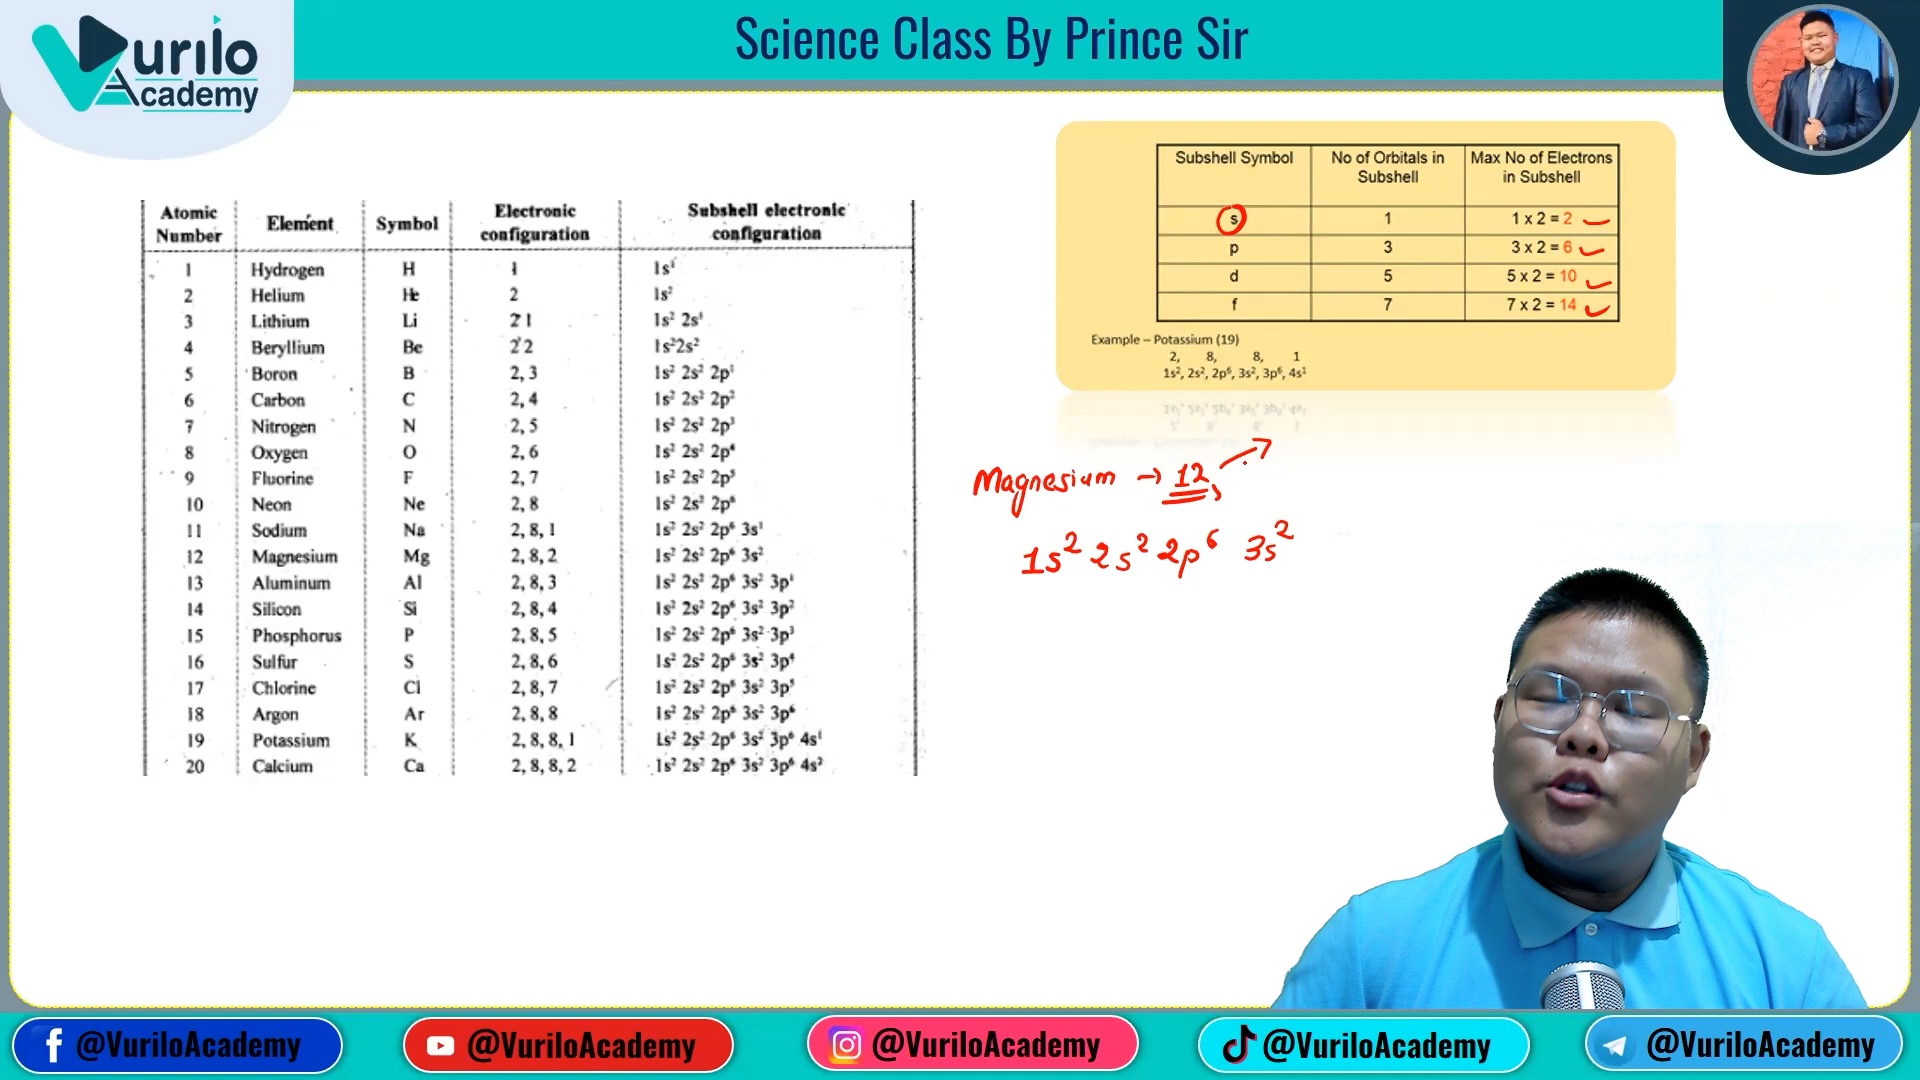 Vurilo
Academy
Science Class By Prince Sir
Atomic Number | Element | Symbol | Electronic configuration | Subshell electronic configuration
1 Hydrogen H 1 1s¹
2 Helium He 2 1s²
3 Lithium Li 2 1 1s² 2s¹
4 Beryllium Be 2 2 1s²2s²
5 Boron B 2, 3 1s² 2s² 2p¹
6 Carbon C 2, 4 1s² 2s² 2p²
7 Nitrogen N 2, 5 1s² 2s² 2p³
8 Oxygen O 2, 6 1s² 2s² 2p⁴
9 Fluorine F 2, 7 1s² 2s² 2p⁵
10 Neon Ne 2, 8 1s² 2s² 2p⁶
11 Sodium Na 2, 8, 1 1s² 2s² 2p⁶ 3s¹
12 Magnesium Mg 2, 8, 2 1s² 2s² 2p⁶ 3s²
13 Aluminum Al 2, 8, 3 1s² 2s² 2p⁶ 3s² 3p¹
14 Silicon Si 2, 8, 4 1s² 2s² 2p⁶ 3s² 3p²
15 Phosphorus P 2, 8, 5 1s² 2s² 2p⁶ 3s² 3p³
16 Sulfur S 2, 8, 6 1s² 2s² 2p⁶ 3s² 3p⁴
17 Chlorine Cl 2, 8, 7 1s² 2s² 2p⁶ 3s² 3p⁵
18 Argon Ar 2, 8, 8 1s² 2s² 2p⁶ 3s² 3p⁶
19 Potassium K 2, 8, 8, 1 1s² 2s² 2p⁶ 3s² 3p⁶ 4s¹
20 Calcium Ca 2, 8, 8, 2 1s² 2s² 2p⁶ 3s² 3p⁶ 4s²
Subshell Symbol | No of Orbitals in Subshell | Max No of Electrons in Subshell
s 1 1 x 2 = 2
p 3 3 x 2 = 6
d 5 5 x 2 = 10
f 7 7 x 2 = 14
Example – Potassium (19)
2, 8, 8, 1
1s², 2s², 2p⁶, 3s², 3p⁶, 4s¹
Magnesium → 12,
1s² 2s² 2p⁶ 3s²
@VuriloAcademy
@VuriloAcademy
@VuriloAcademy
@VuriloAcademy
@VuriloAcademy